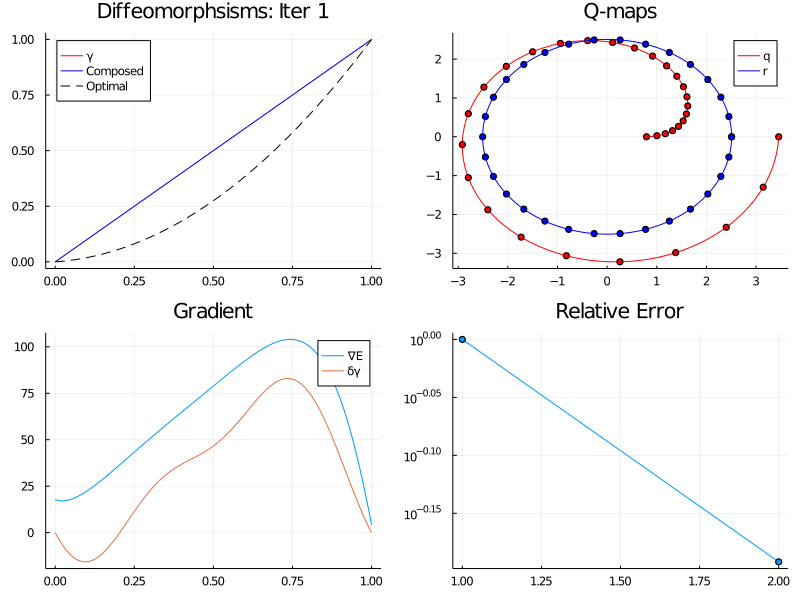 Diffeomorphsisms: Iter 1
1.00
0.75
0.50
0.25
0.00
γ
Composed
Optimal
0.00 0.25 0.50 0.75 1.00
Q-maps
2
1
0
−1
−2
−3
q
r
−3 −2 −1 0 1 2 3
Gradient
100
75
50
25
0
∇E
δγ
0.00 0.25 0.50 0.75 1.00
Relative Error
10^0.00
10^−0.05
10^−0.10
10^−0.15
1.00 1.25 1.50 1.75 2.00